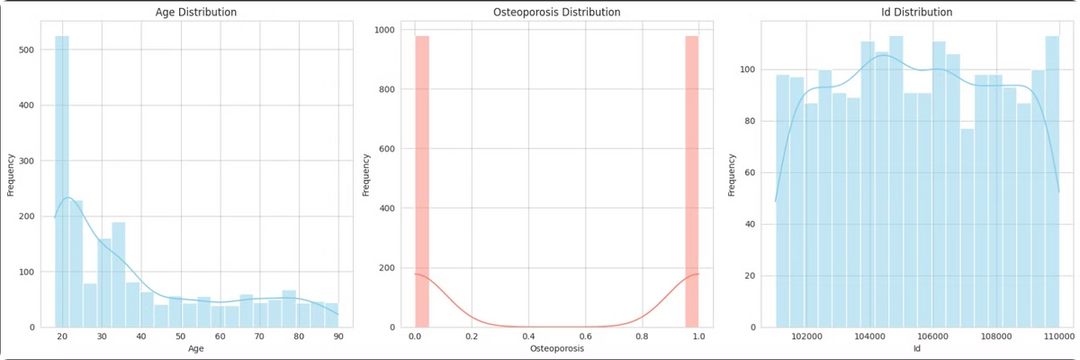 Age Distribution
Frequency
500
400
300
200
100
0
20 30 40 50 60 70 80 90
Age
Osteoporosis Distribution
Frequency
1000
800
600
400
200
0
0.0 0.2 0.4 0.6 0.8 1.0
Osteoporosis
Id Distribution
Frequency
100
80
60
40
20
0
102000 104000 106000 108000 110000
Id